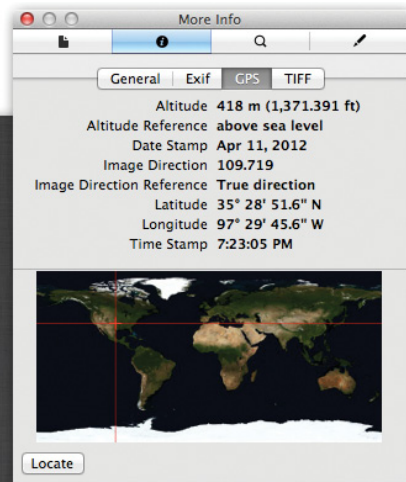 More Info
General Exif GPS TIFF
Altitude 418 m (1,371.391 ft)
Altitude Reference above sea level
Date Stamp Apr 11, 2012
Image Direction 109.719
Image Direction Reference True direction
Latitude 35° 28' 51.6" N
Longitude 97° 29' 45.6" W
Time Stamp 7:23:05 PM
Locate